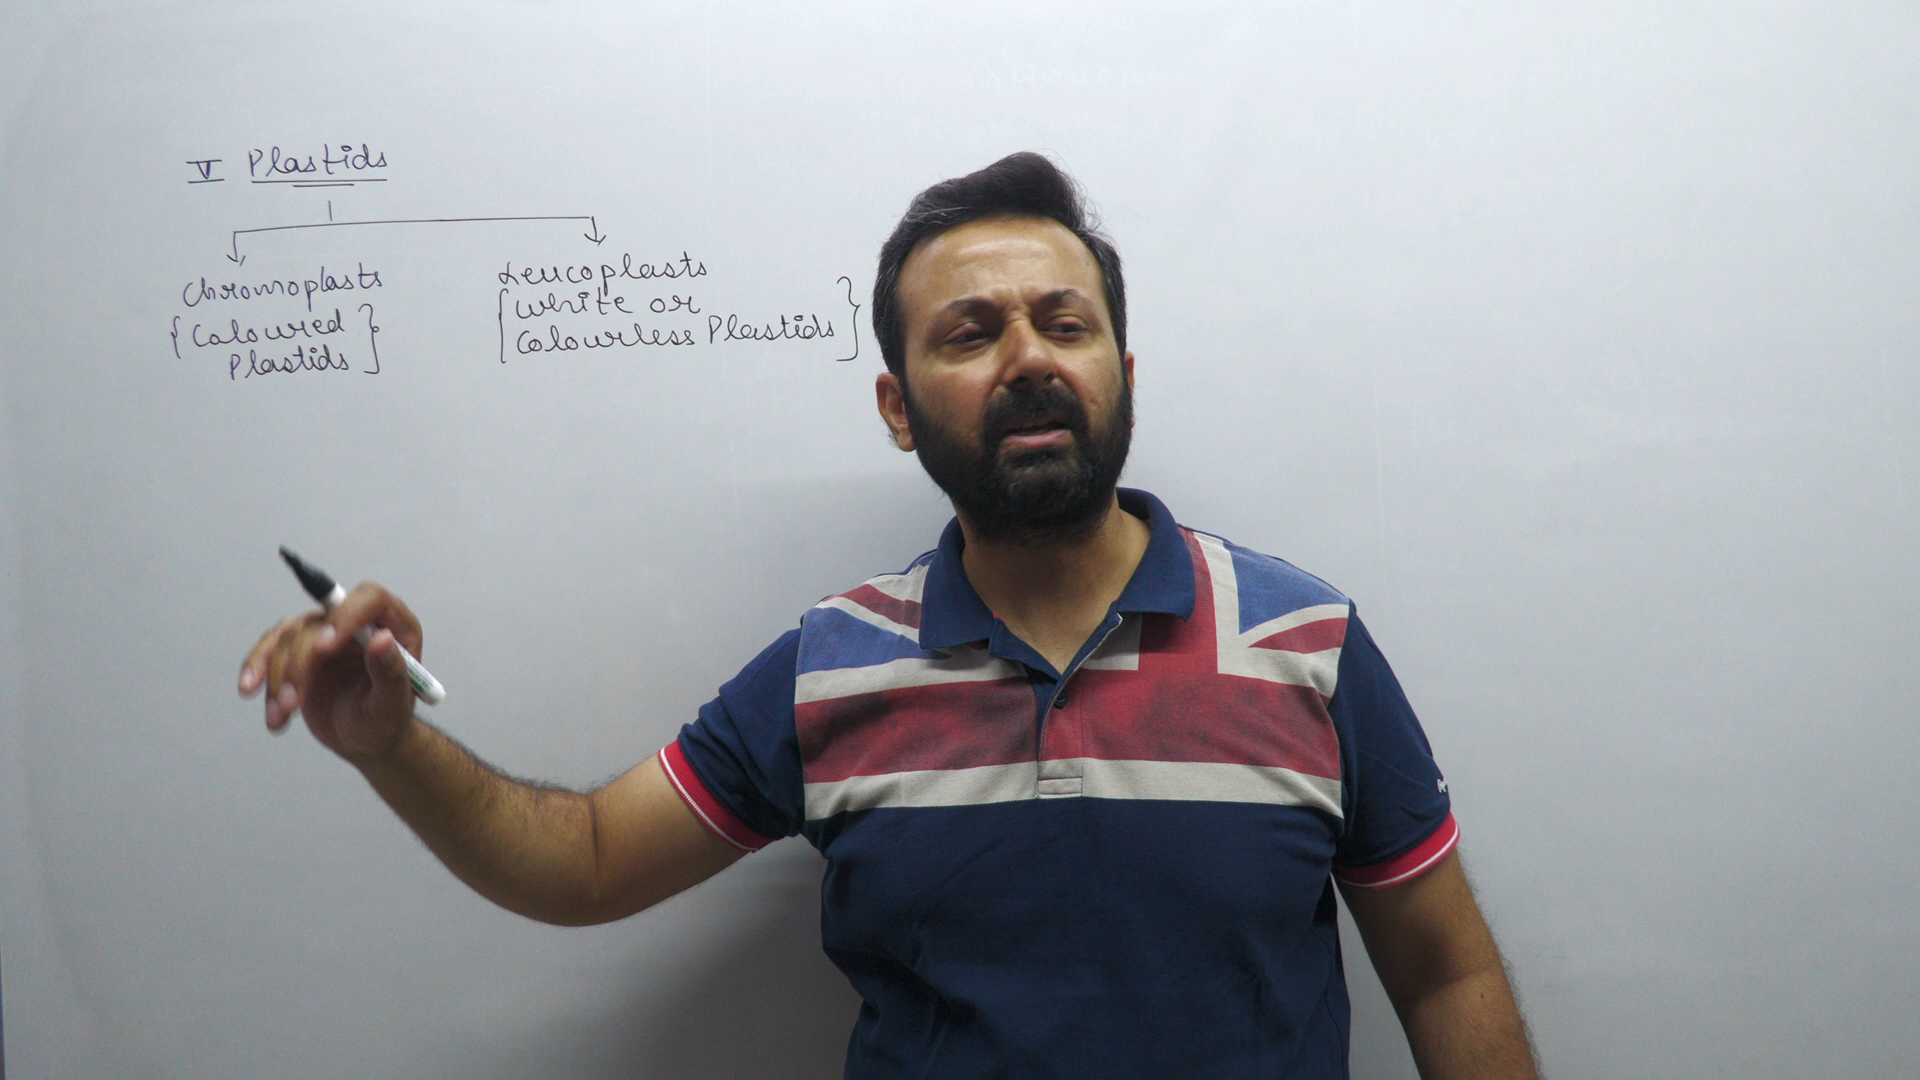 V Plastids
Chromoplasts
{Coloured
Plastids}
Leucoplasts
{White or
Colourless Plastids}